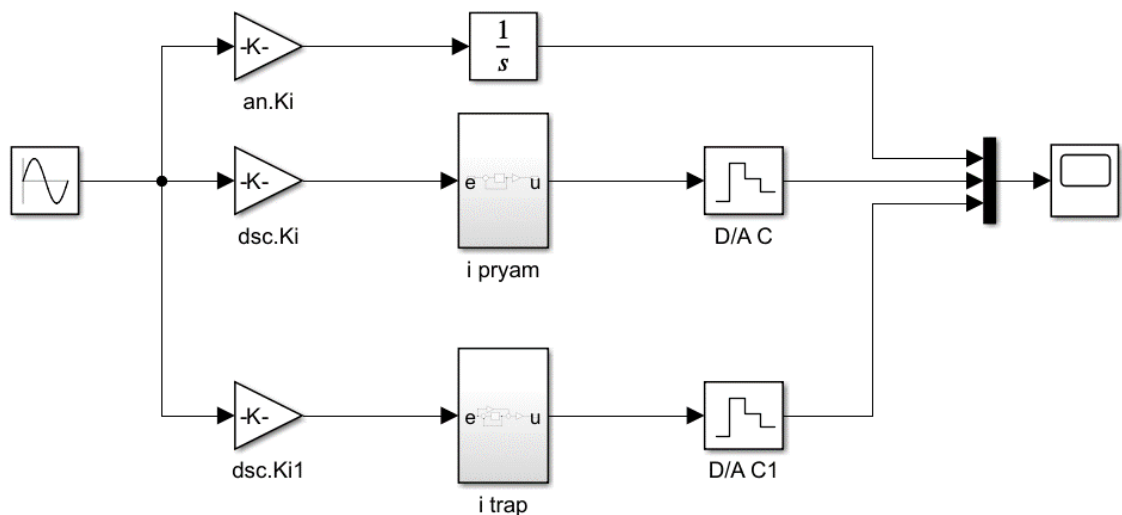 -K-
an.Ki
1
s
-K-
dsc.Ki
e u
i pryam
D/A C
-K-
dsc.Ki1
e u
i trap
D/A C1